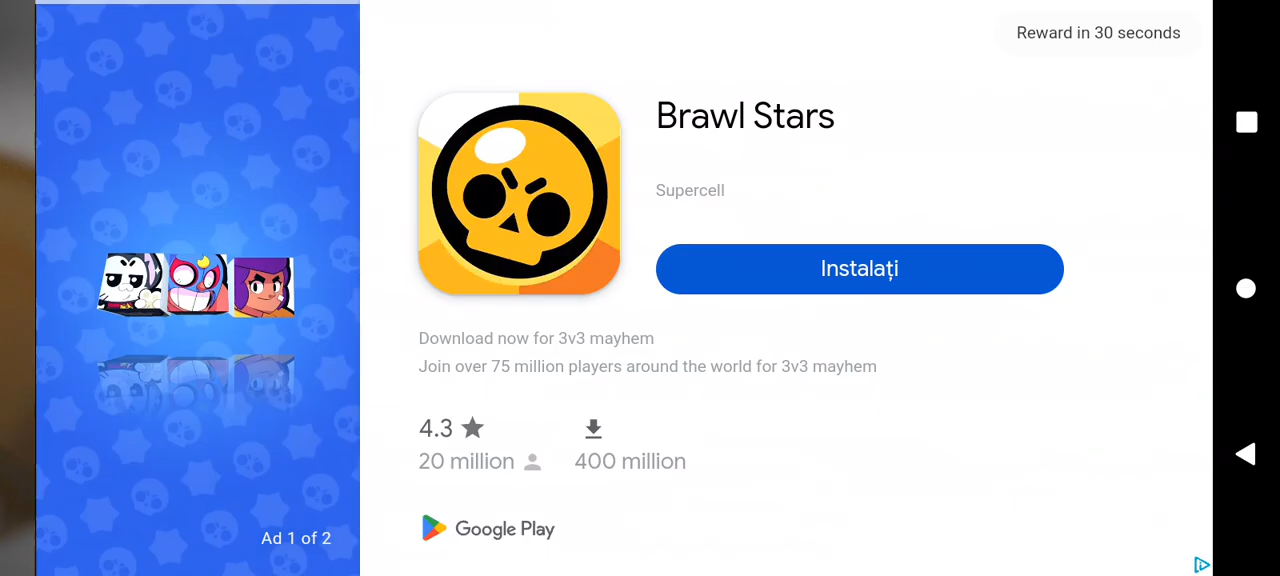 Reward in 30 seconds
Brawl Stars
Supercell
Instalați
Download now for 3v3 mayhem
Join over 75 million players around the world for 3v3 mayhem
4.3
20 million
400 million
Google Play
Ad 1 of 2